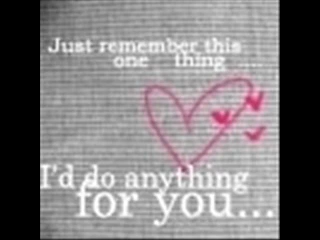 Just remember this
one thing ....
I'd do anything
for you...